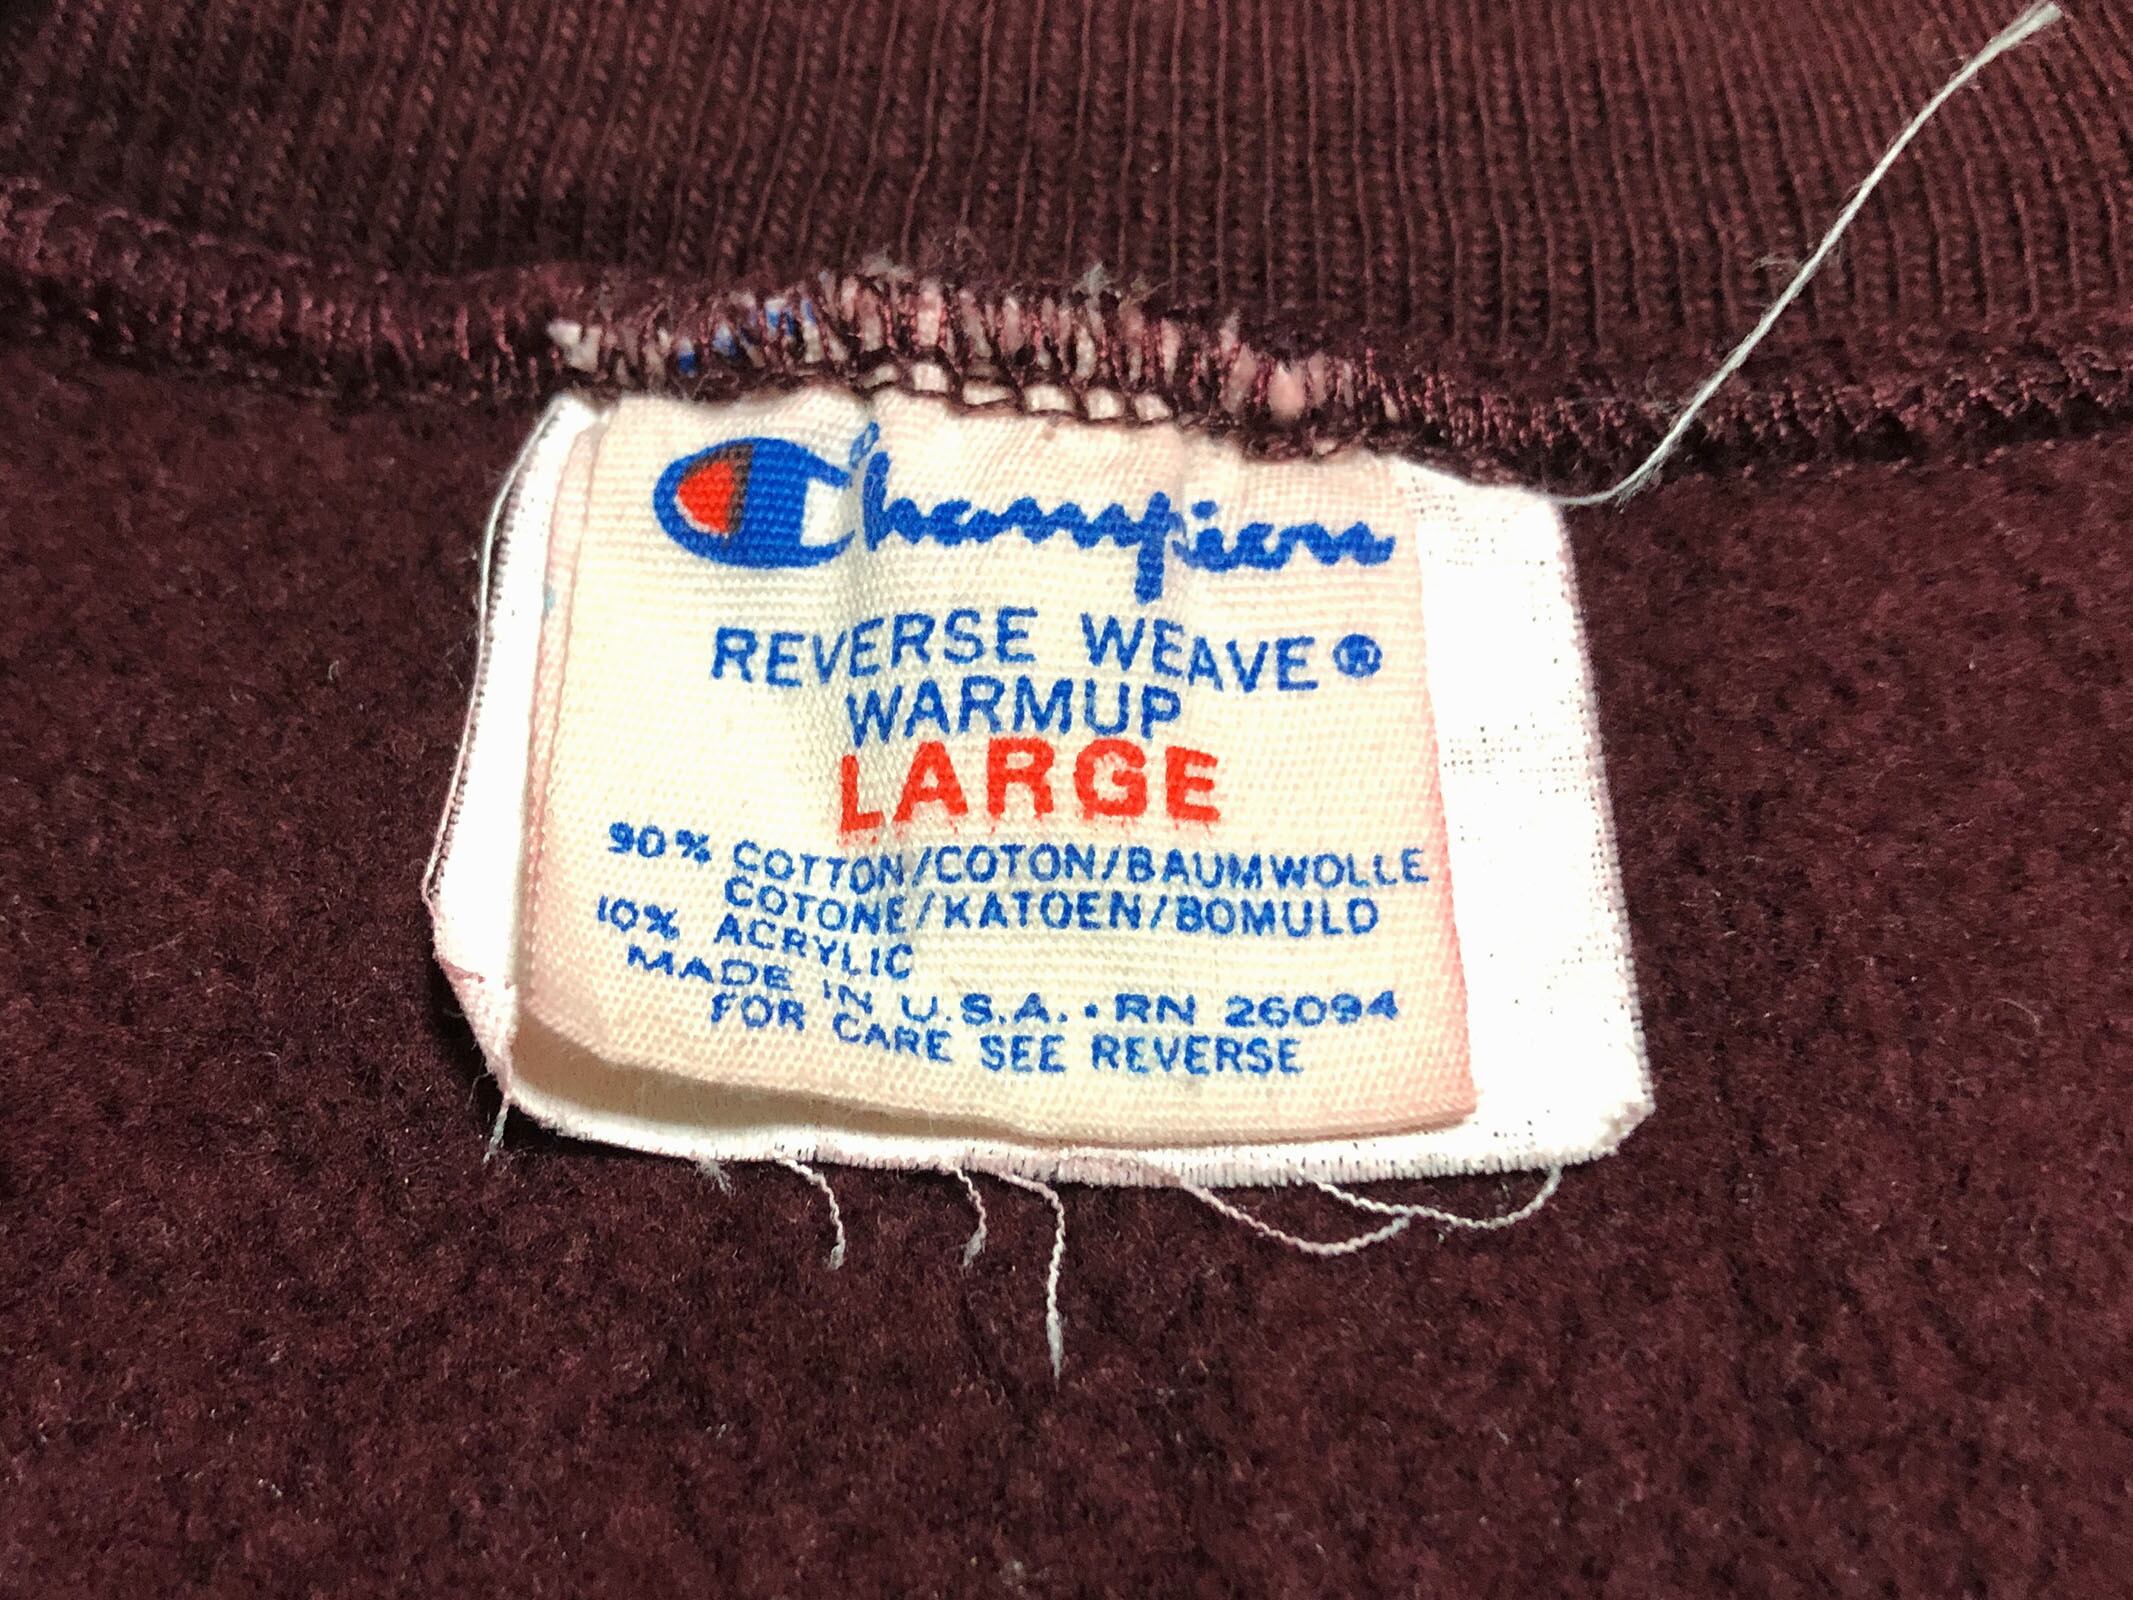 Champion
REVERSE WEAVE®
WARMUP
LARGE
90% COTTON/COTON/BAUMWOLLE
COTONE/KATOEN/BOMULD
10% ACRYLIC
MADE IN U.S.A. • RN 26094
FOR CARE SEE REVERSE